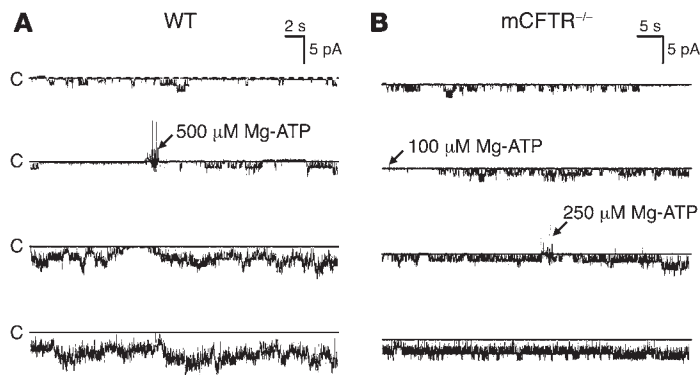 A WT
2 s
5 pA
C
500 µM Mg-ATP
C
C
C
B mCFTR⁻/⁻
5 s
5 pA
100 µM Mg-ATP
250 µM Mg-ATP